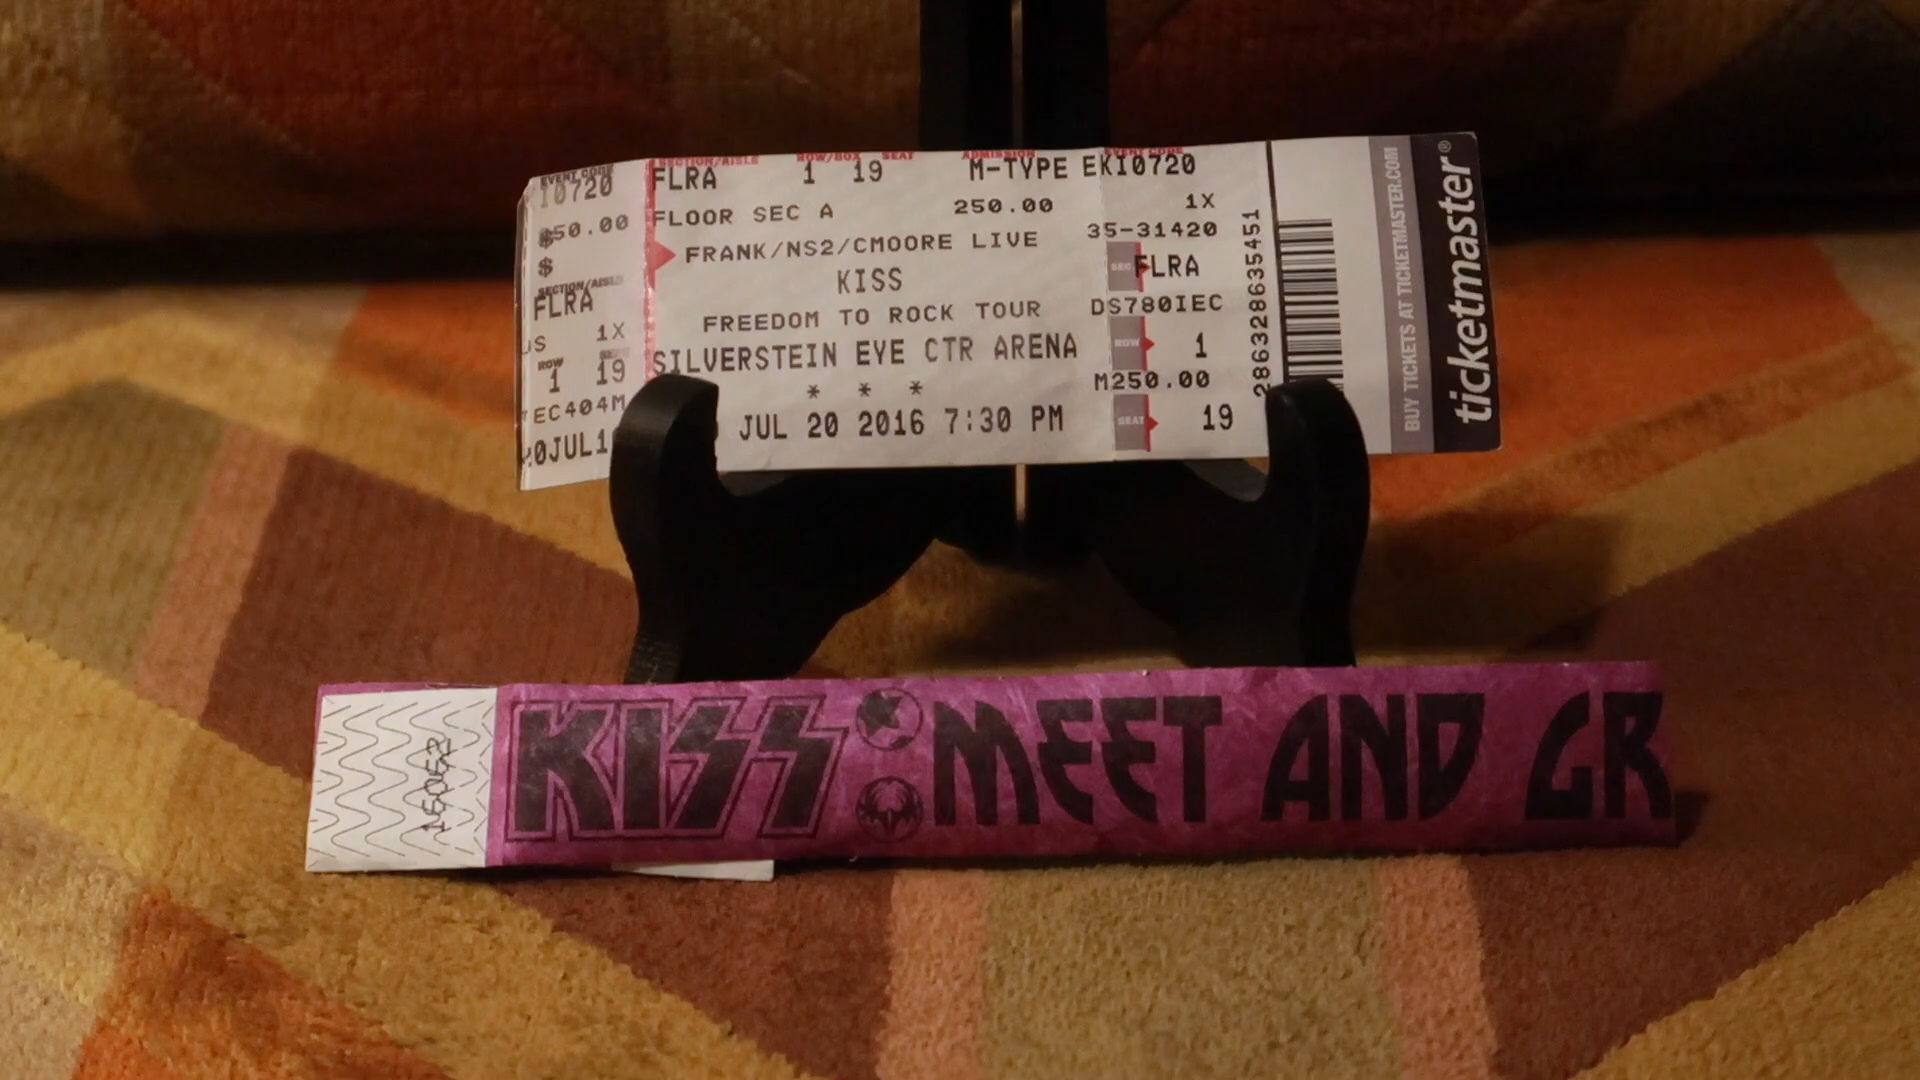 EVENT CODE
I0720
$50.00
$
SECTION/AISLE
FLRA
1X
ROW SEAT
1 19
EC404M
0JUL1
SECTION/AISLE ROW/BOX SEAT ADMISSION EVENT CODE
FLRA 1 19 M-TYPE EKI0720
FLOOR SEC A 250.00 1X
FRANK/NS2/CMOORE LIVE 35-31420
KISS SEC FLRA
FREEDOM TO ROCK TOUR DS780IEC
SILVERSTEIN EYE CTR ARENA ROW 1
* * * M250.00
JUL 20 2016 7:30 PM SEAT 19
286328635451
BUY TICKETS AT TICKETMASTER.COM
ticketmaster®
16052
KISS MEET AND GR